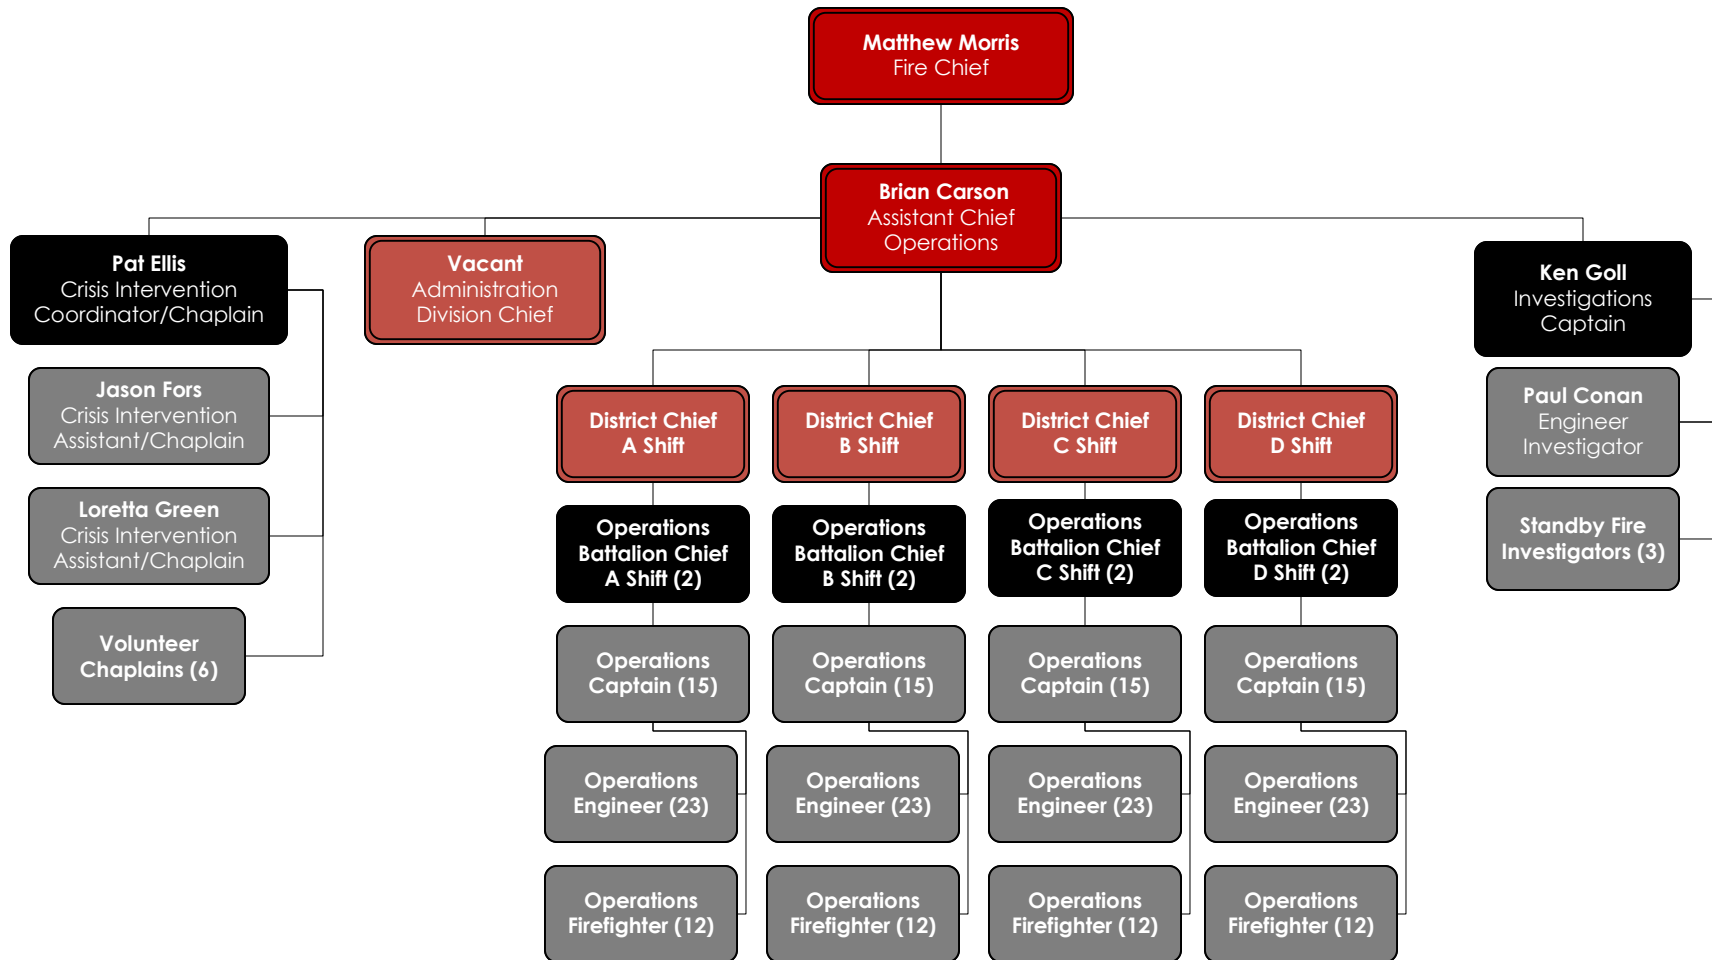 Matthew Morris
Fire Chief
Brian Carson
Assistant Chief
Operations
Pat Ellis
Crisis Intervention
Coordinator/Chaplain
Vacant
Administration
Division Chief
Ken Goll
Investigations
Captain
Jason Fors
Crisis Intervention
Assistant/Chaplain
Loretta Green
Crisis Intervention
Assistant/Chaplain
Volunteer
Chaplains (6)
District Chief
A Shift
District Chief
B Shift
District Chief
C Shift
District Chief
D Shift
Operations
Battalion Chief
A Shift (2)
Operations
Battalion Chief
B Shift (2)
Operations
Battalion Chief
C Shift (2)
Operations
Battalion Chief
D Shift (2)
Operations
Captain (15)
Operations
Captain (15)
Operations
Captain (15)
Operations
Captain (15)
Operations
Engineer (23)
Operations
Engineer (23)
Operations
Engineer (23)
Operations
Engineer (23)
Operations
Firefighter (12)
Operations
Firefighter (12)
Operations
Firefighter (12)
Operations
Firefighter (12)
Paul Conan
Engineer
Investigator
Standby Fire
Investigators (3)